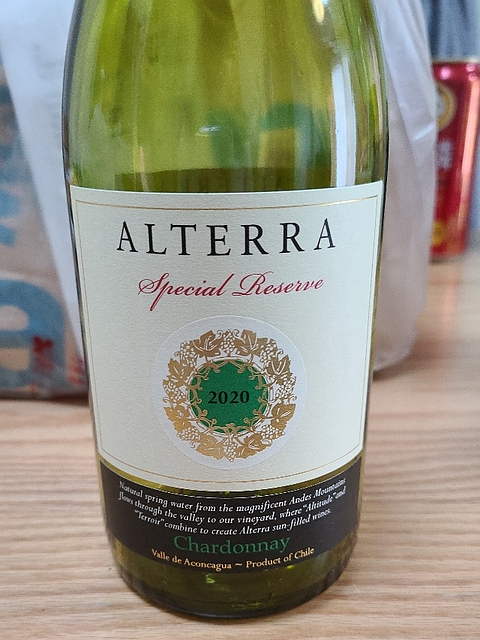 ALTERRA
Special Reserve
2020
Natural spring water from the magnificent Andes Mountains
flows through the valley to our vineyard, where "Altitude" and
"Terroir" combine to create Alterra sun-filled wines.
Chardonnay
Valle de Aconcagua ~ Product of Chile